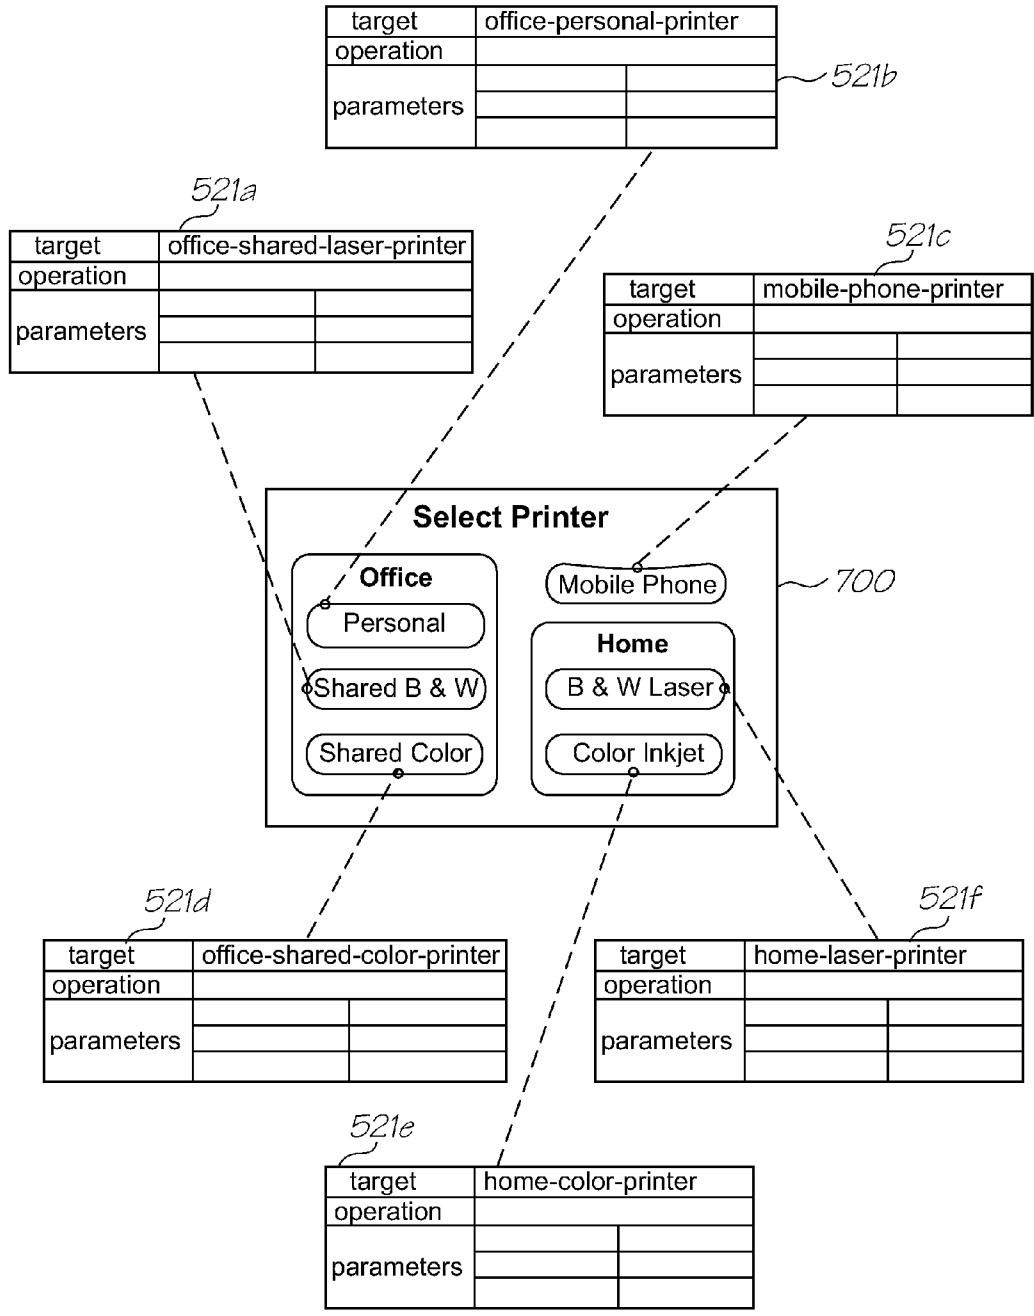 target office-personal-printer
operation
parameters
521b
521a
target office-shared-laser-printer
operation
parameters
521c
target mobile-phone-printer
operation
parameters
Select Printer
Office
Personal
Shared B & W
Shared Color
Mobile Phone
Home
B & W Laser
Color Inkjet
700
521d
target office-shared-color-printer
operation
parameters
521f
target home-laser-printer
operation
parameters
521e
target home-color-printer
operation
parameters